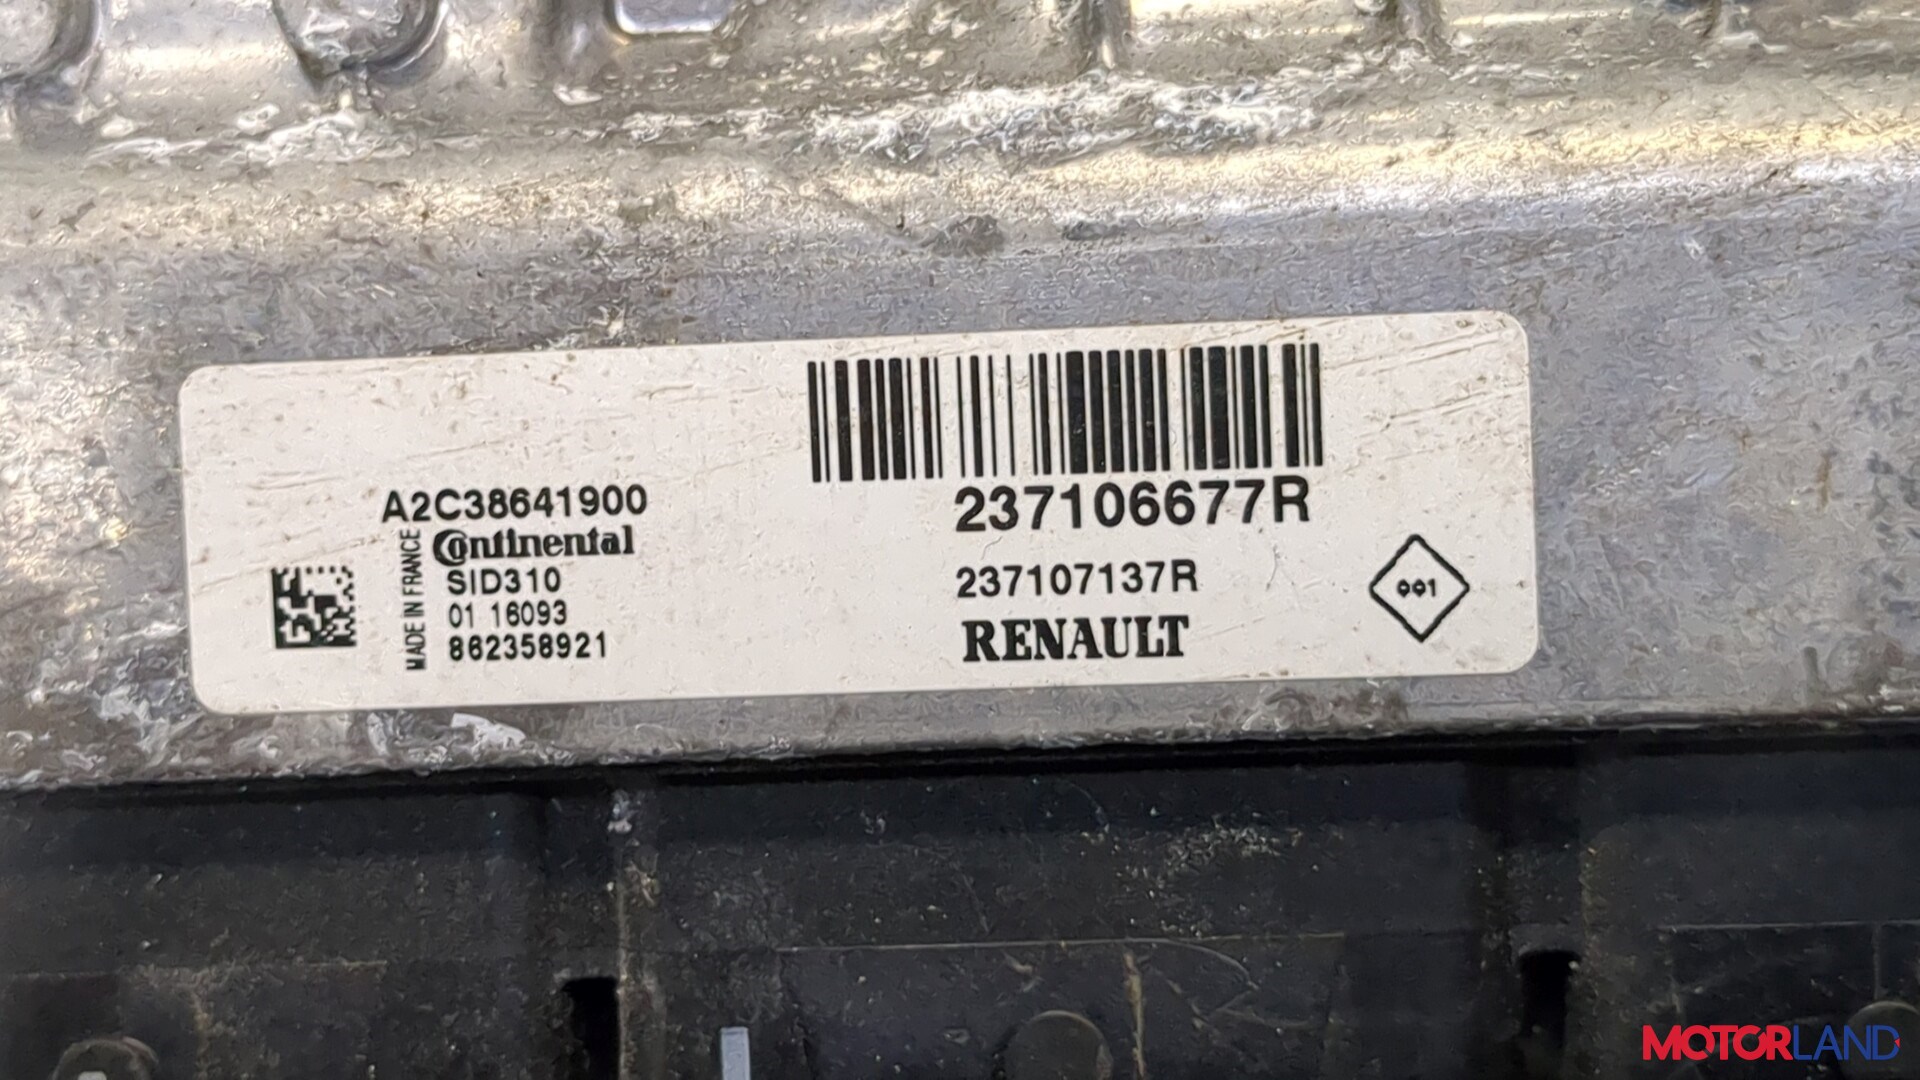 A2C38641900
MADE IN FRANCE
Continental
SID310
01 16093
862358921
237106677R
237107137R
RENAULT
001
MOTORLAND